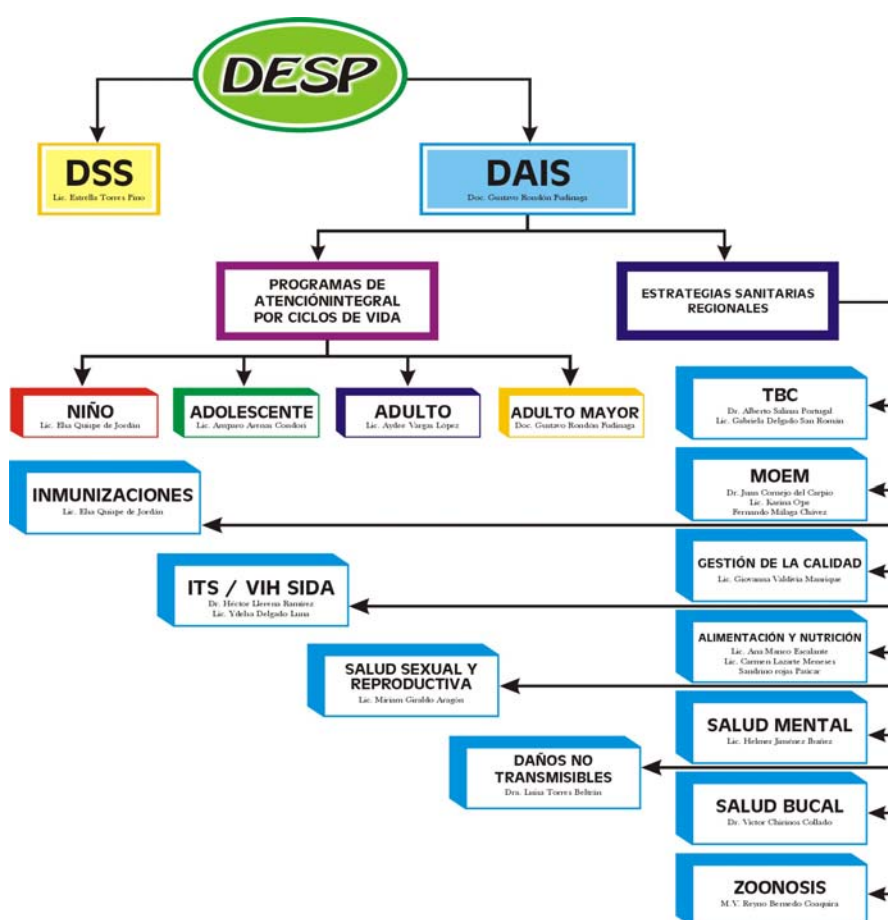 DESP
DSS
Lic. Estrella Torres Pino
DAIS
Doc. Gustavo Rondón Fudinaga
PROGRAMAS DE
ATENCIÓNINTEGRAL
POR CICLOS DE VIDA
ESTRATEGIAS SANITARIAS
REGIONALES
NIÑO
Lic. Elsa Quispe de Jordán
ADOLESCENTE
Lic. Amparo Arenas Condori
ADULTO
Lic. Aydee Vargas López
ADULTO MAYOR
Doc. Gustavo Rondón Fudinaga
TBC
Dr. Alberto Salinas Portugal
Lic. Gabriela Delgado San Román
INMUNIZACIONES
Lic. Elsa Quispe de Jordán
MOEM
Dr. Juan Cornejo del Carpio
Lic. Karina Ope
Fernando Málaga Chávez
GESTIÓN DE LA CALIDAD
Lic. Giovanna Valdivia Manrique
ITS / VIH SIDA
Dr. Héctor Llerena Ramírez
Lic. Ydelsa Delgado Luna
ALIMENTACIÓN Y NUTRICIÓN
Lic. Ana Maneo Escalante
Lic. Carmen Lazarte Meneses
Sandrino rojas Paucar
SALUD SEXUAL Y
REPRODUCTIVA
Lic. Miriam Giraldo Aragón
SALUD MENTAL
Lic. Helmer Jiménez Ibañez
DAÑOS NO
TRANSMISIBLES
Dra. Luisa Torres Beltrán
SALUD BUCAL
Dr. Victor Chirinos Collado
ZOONOSIS
M.V. Reyno Bernedo Coaquira